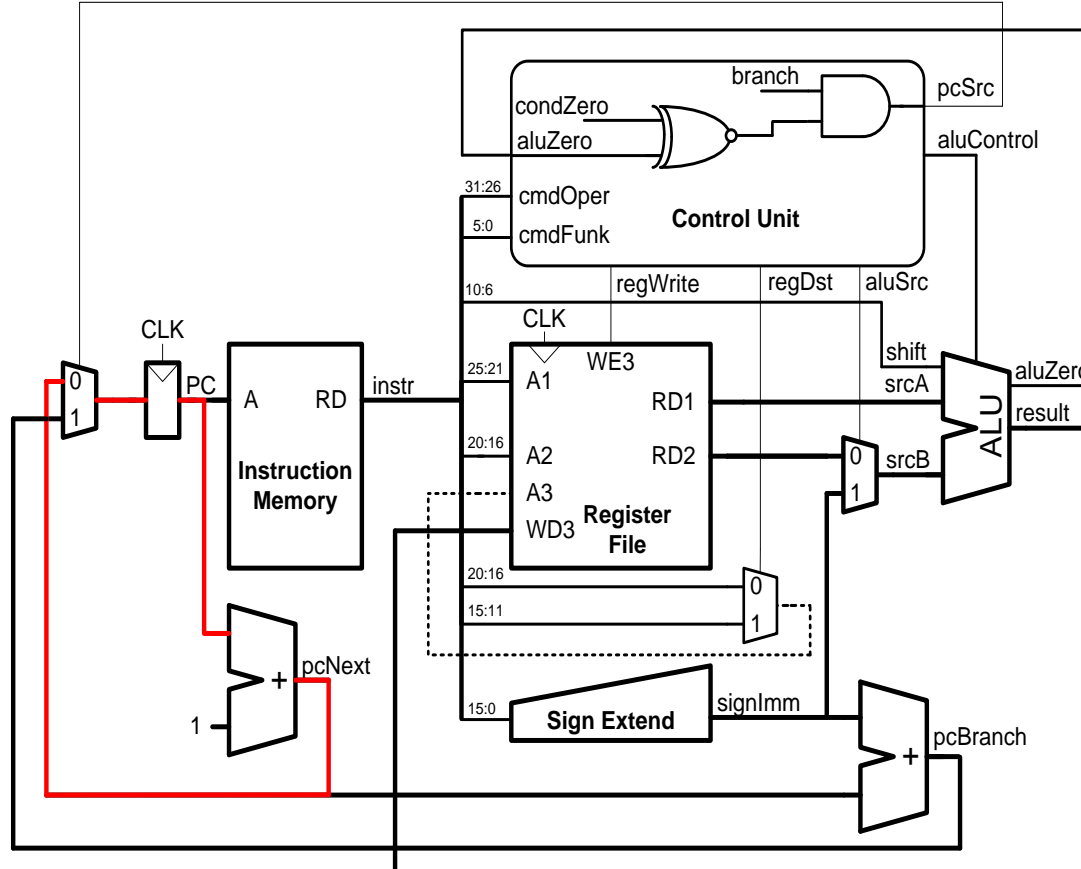 branch
pcSrc
condZero
aluZero
aluControl
31:26
cmdOper
Control Unit
5:0
cmdFunk
regWrite
regDst
aluSrc
10:6
CLK
CLK
shift
WE3
0
PC
A
RD
instr
25:21
A1
RD1
srcA
aluZero
1
result
ALU
20:16
A2
RD2
0
srcB
Instruction
Memory
A3
1
Register
File
WD3
20:16
0
15:11
1
pcNext
+
15:0
Sign Extend
signImm
1
pcBranch
+